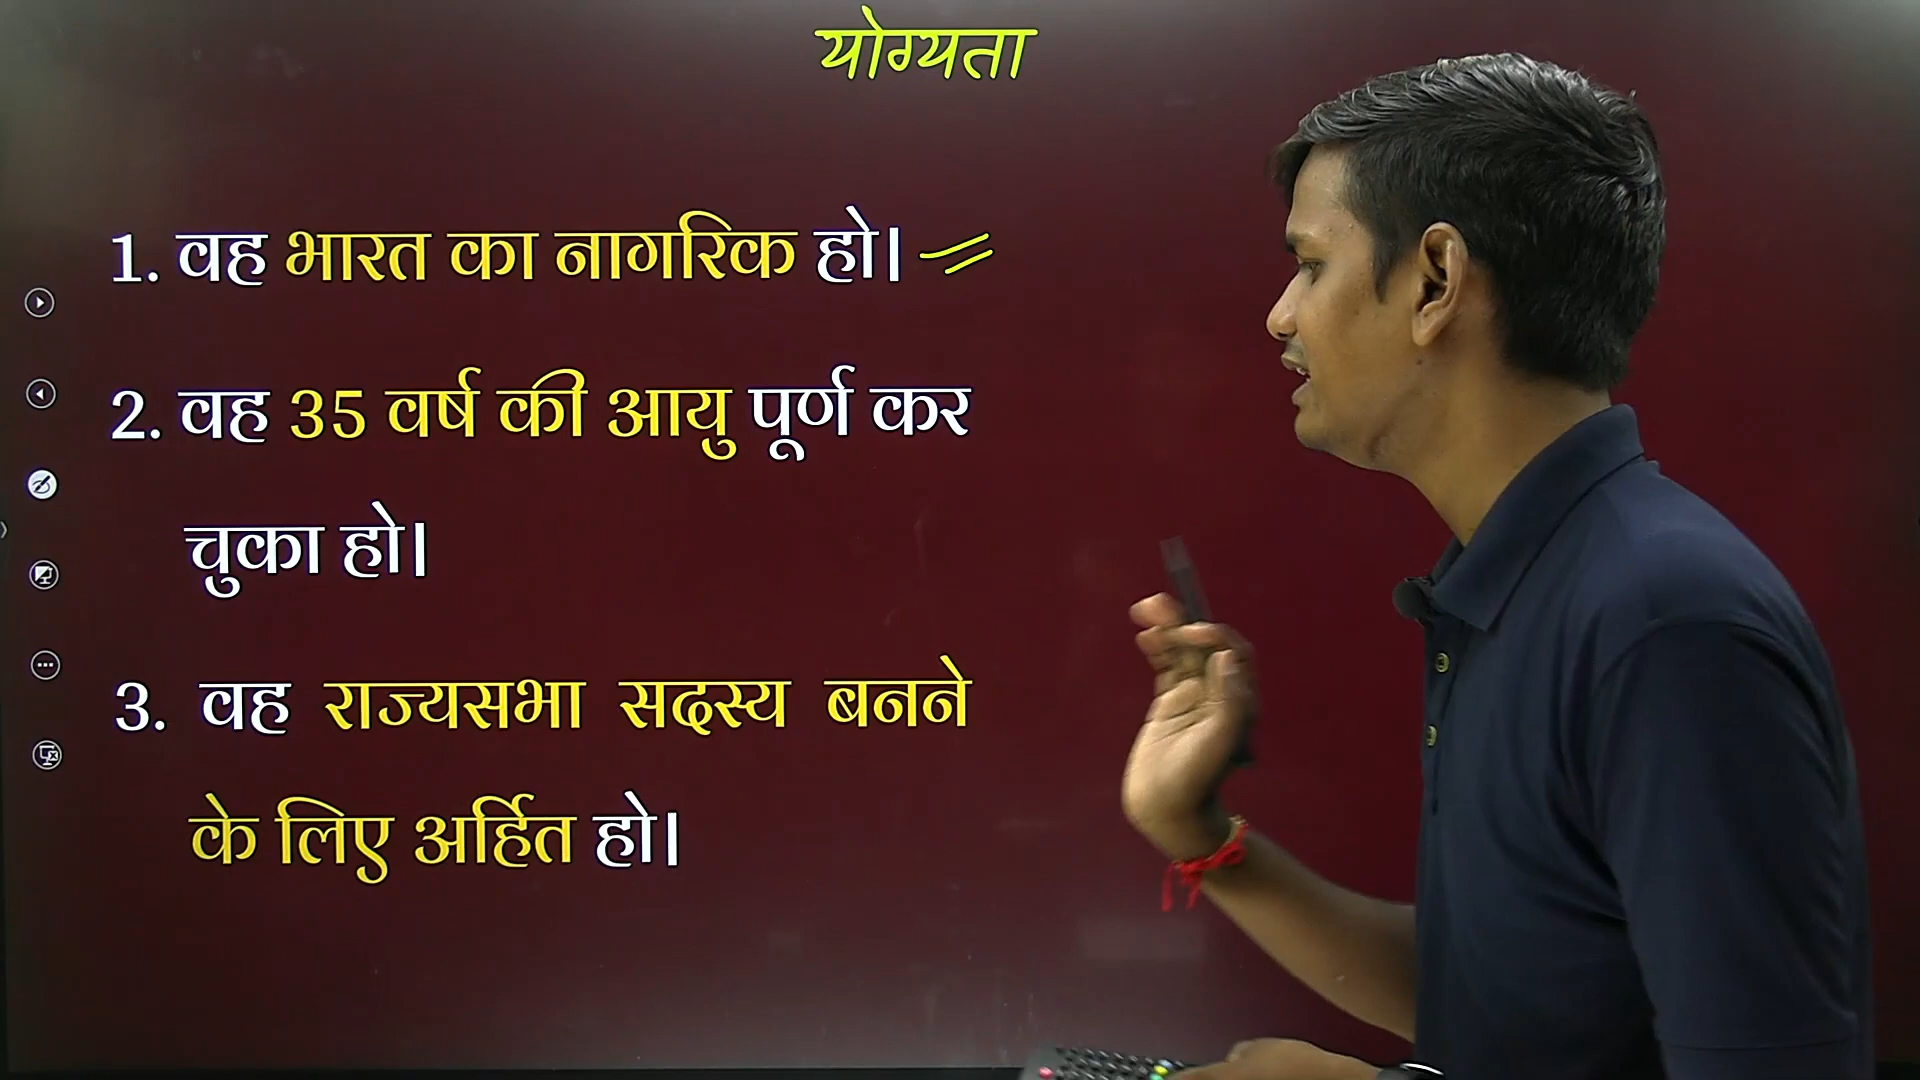 योग्यता
1. वह भारत का नागरिक हो।
2. वह 35 वर्ष की आयु पूर्ण कर
चुका हो।
3. वह राज्यसभा सदस्य बनने
के लिए अर्हित हो।